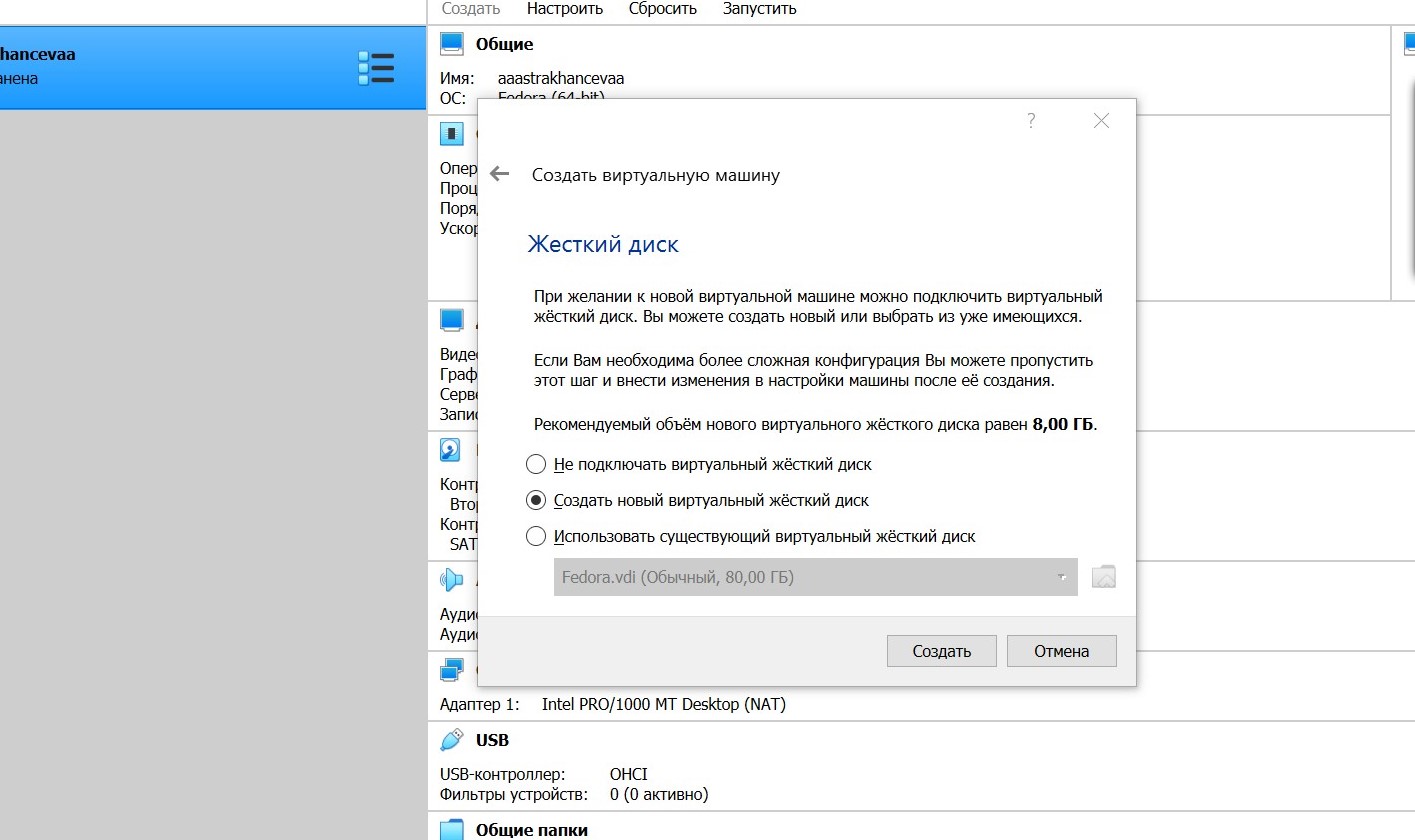 Создать Настроить Сбросить Запустить
hancevaa
анена
Общие
Имя: aaastrakhancevaa
ОС: Fedora (64-bit)
Опер
Проц
Поря
Ускор
Виде
Граф
Серве
Запис
Контр
Втор
Контр
SAT
Аудио
Аудио
? 
Создать виртуальную машину
Жесткий диск
При желании к новой виртуальной машине можно подключить виртуальный
жёсткий диск. Вы можете создать новый или выбрать из уже имеющихся.
Если Вам необходима более сложная конфигурация Вы можете пропустить
этот шаг и внести изменения в настройки машины после её создания.
Рекомендуемый объём нового виртуального жёсткого диска равен 8,00 ГБ.
Не подключать виртуальный жёсткий диск
Создать новый виртуальный жёсткий диск
Использовать существующий виртуальный жёсткий диск
Fedora.vdi (Обычный, 80,00 ГБ)
Создать Отмена
Адаптер 1: Intel PRO/1000 MT Desktop (NAT)
USB
USB-контроллер: OHCI
Фильтры устройств: 0 (0 активно)
Общие папки